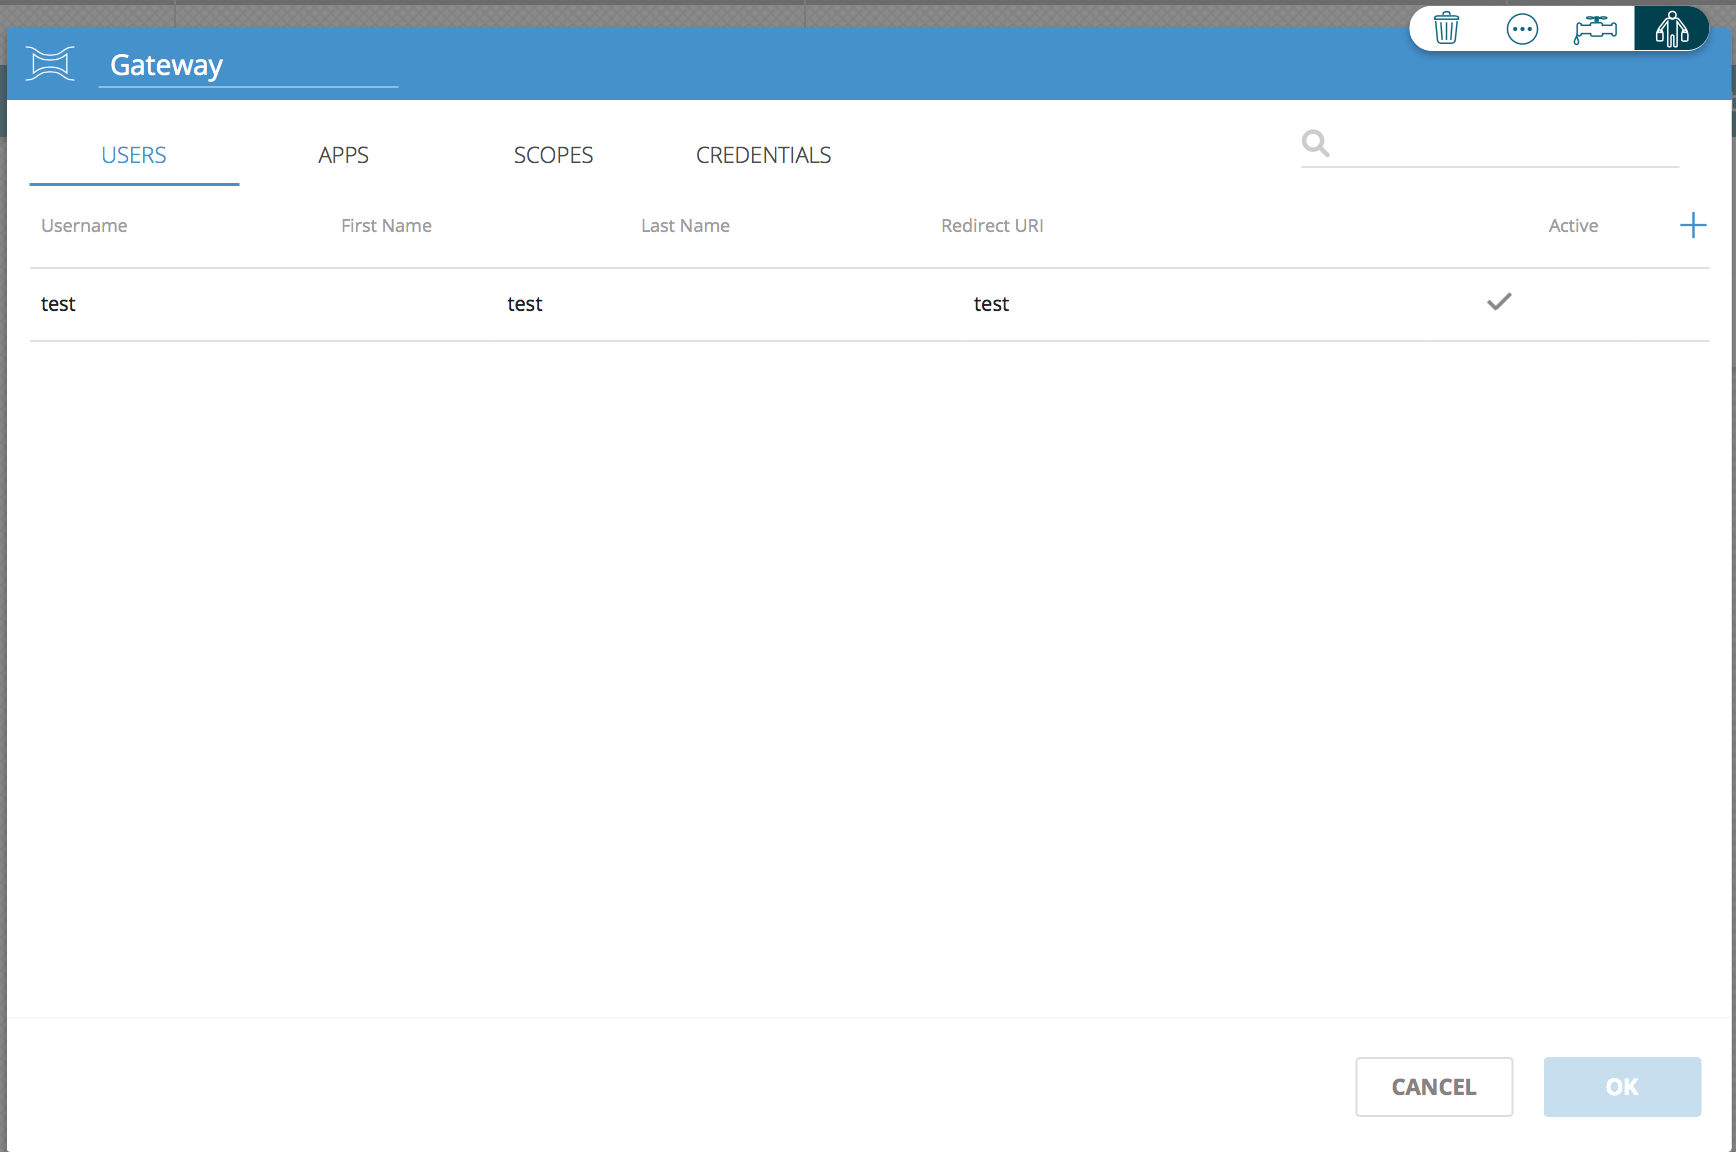 Gateway
USERS APPS SCOPES CREDENTIALS
Username First Name Last Name Redirect URI Active
test test test
CANCEL OK